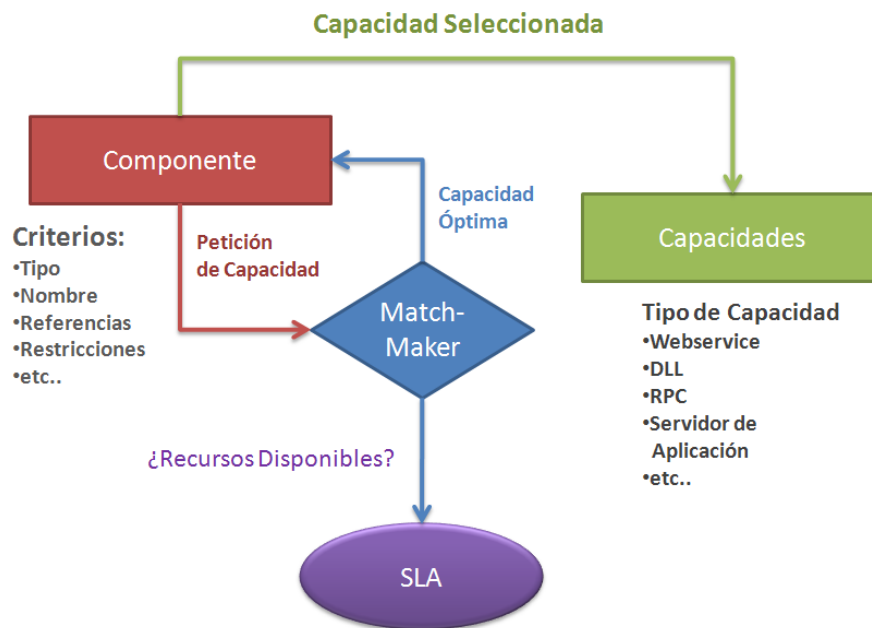 Capacidad Seleccionada
Componente
Capacidad
Óptima
Capacidades
Criterios:
•Tipo
•Nombre
•Referencias
•Restricciones
•etc..
Petición
de Capacidad
Match-
Maker
Tipo de Capacidad
•Webservice
•DLL
•RPC
•Servidor de
Aplicación
•etc..
¿Recursos Disponibles?
SLA